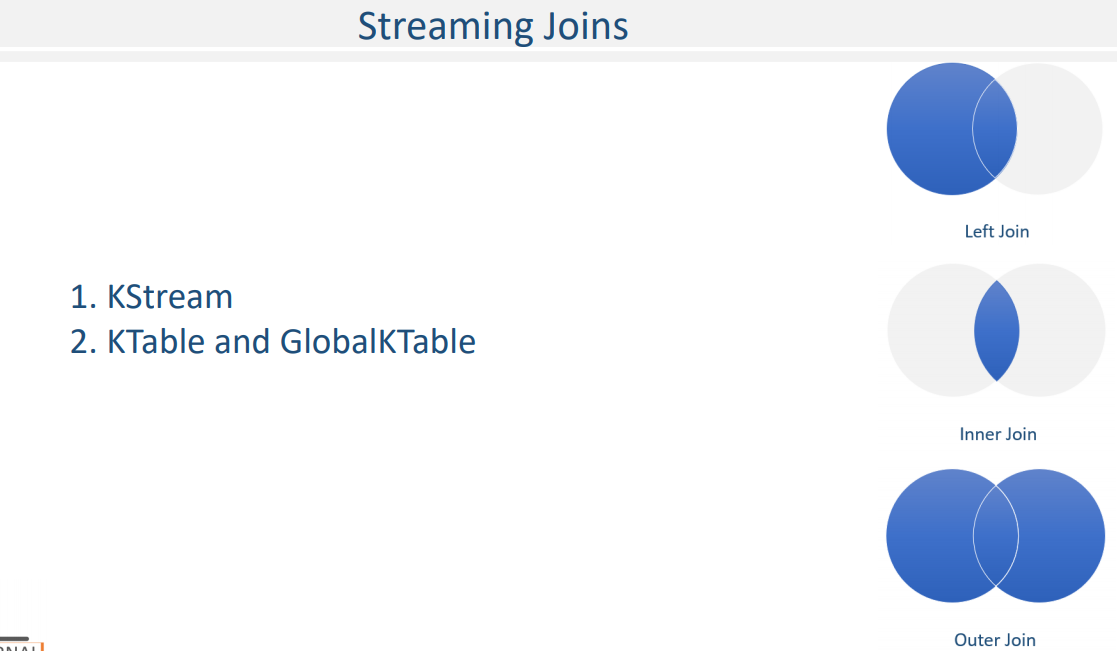 Streaming Joins
Left Join
1. KStream
2. KTable and GlobalKTable
Inner Join
Outer Join